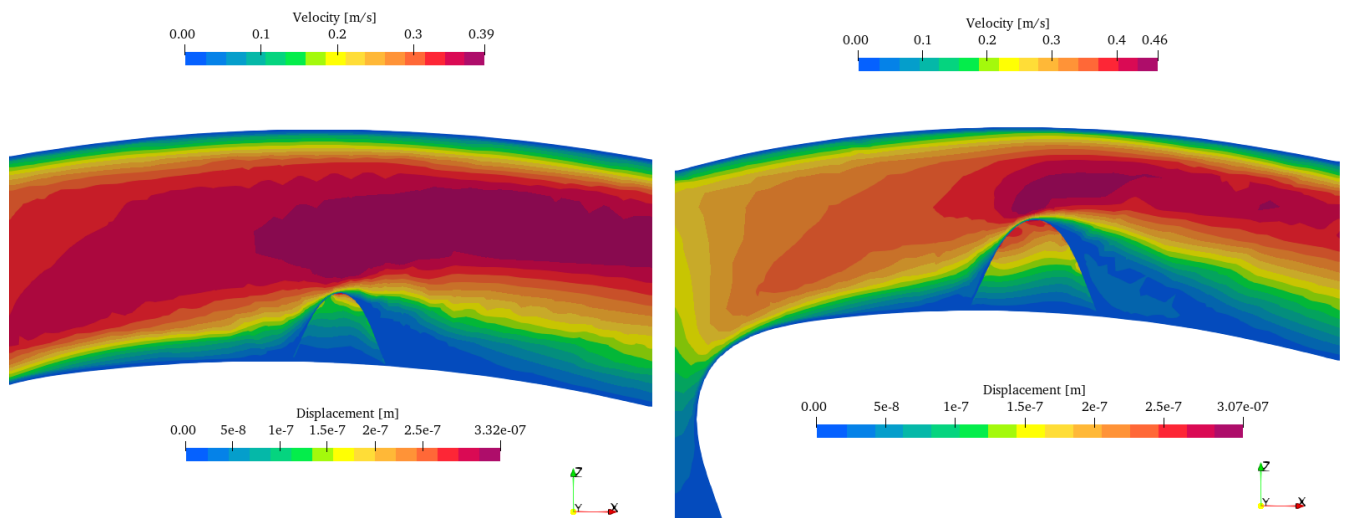 Velocity [m/s]
0.00 0.1 0.2 0.3 0.39
Displacement [m]
0.00 5e-8 1e-7 1.5e-7 2e-7 2.5e-7 3.32e-07
Z
Y X
Velocity [m/s]
0.00 0.1 0.2 0.3 0.4 0.46
Displacement [m]
0.00 5e-8 1e-7 1.5e-7 2e-7 2.5e-7 3.07e-07
Z
Y X